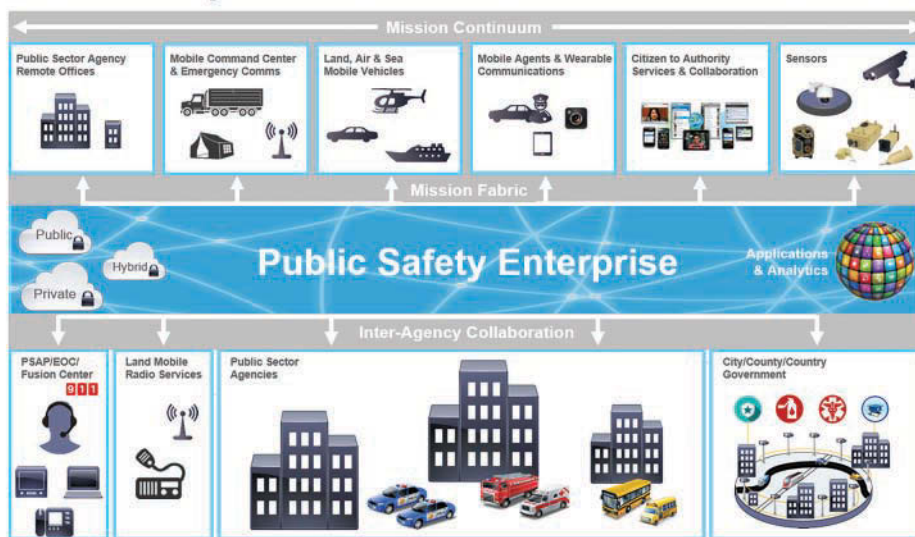 Mission Continuum
Public Sector Agency
Remote Offices
Mobile Command Center
& Emergency Comms
Land, Air & Sea
Mobile Vehicles
Mobile Agents & Wearable
Communications
Citizen to Authority
Services & Collaboration
Sensors
Mission Fabric
Public
Hybrid
Private
Public Safety Enterprise
Applications
& Analytics
Inter-Agency Collaboration
PSAP/EOC/
Fusion Center
911
Land Mobile
Radio Services
Public Sector
Agencies
City/County/Country
Government